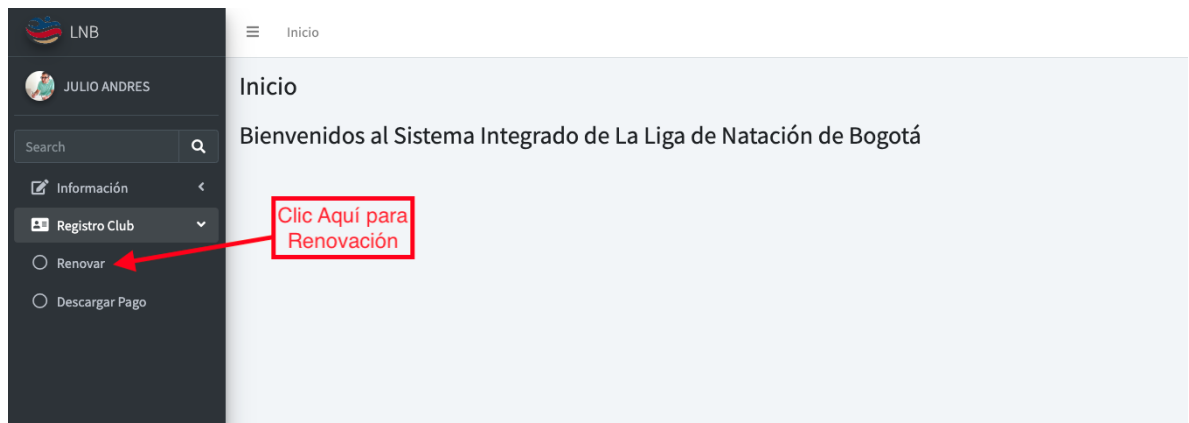 LNB
Inicio
JULIO ANDRES
Inicio
Search
Bienvenidos al Sistema Integrado de La Liga de Natación de Bogotá
Información
Registro Club
Clic Aquí para
Renovación
Renovar
Descargar Pago